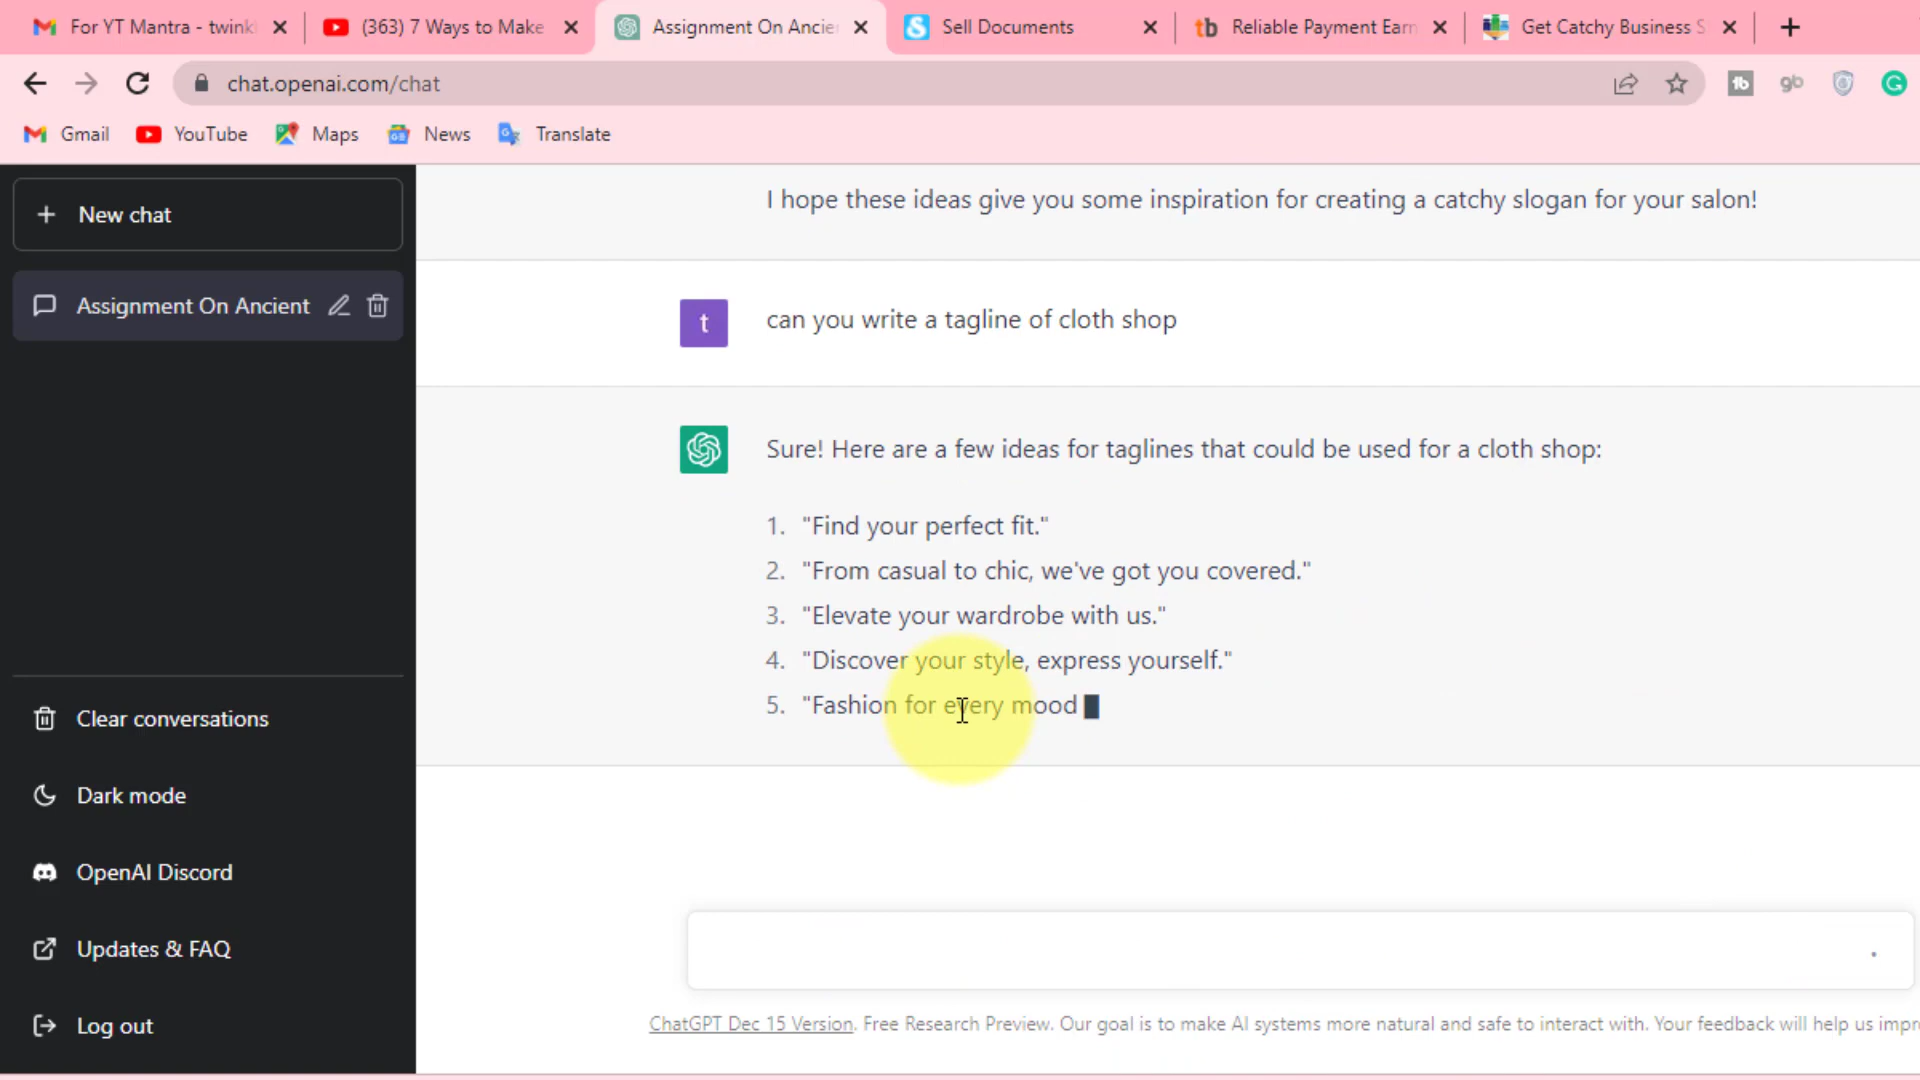 For YT Mantra - twink
(363) 7 Ways to Make
Assignment On Ancie
Sell Documents
tb Reliable Payment Earn
Get Catchy Business S
chat.openai.com/chat
tb
gb
G
Gmail
YouTube
Maps
News
Translate
New chat
Assignment On Ancient
I hope these ideas give you some inspiration for creating a catchy slogan for your salon!
t
can you write a tagline of cloth shop
Sure! Here are a few ideas for taglines that could be used for a cloth shop:
1. "Find your perfect fit."
2. "From casual to chic, we've got you covered."
3. "Elevate your wardrobe with us."
4. "Discover your style, express yourself."
5. "Fashion for every mood
Clear conversations
Dark mode
OpenAI Discord
Updates & FAQ
Log out
ChatGPT Dec 15 Version. Free Research Preview. Our goal is to make AI systems more natural and safe to interact with. Your feedback will help us impr